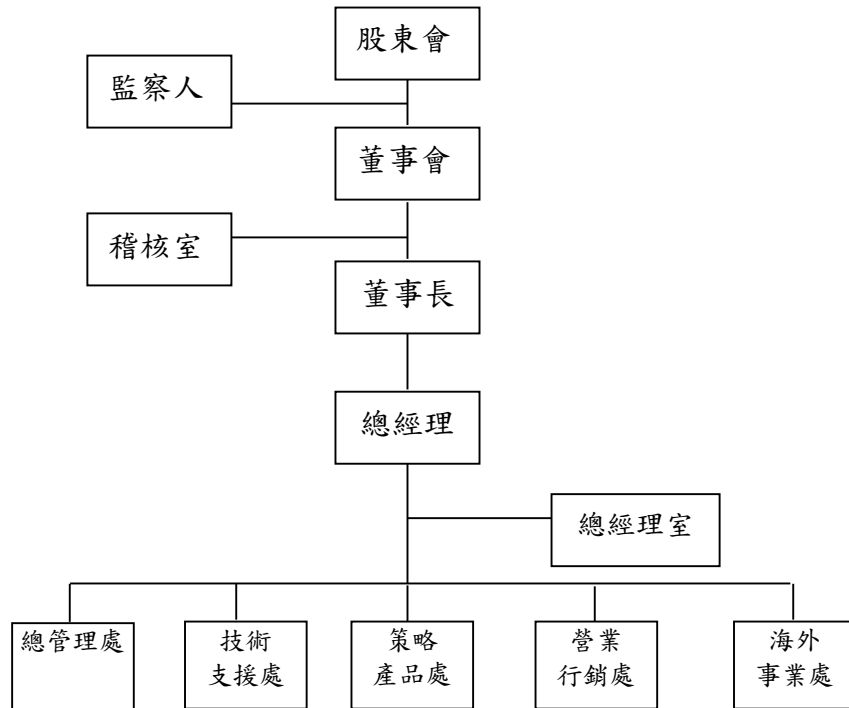 股東會
監察人
董事會
稽核室
董事長
總經理
總經理室
總管理處
技術
支援處
策略
產品處
營業
行銷處
海外
事業處